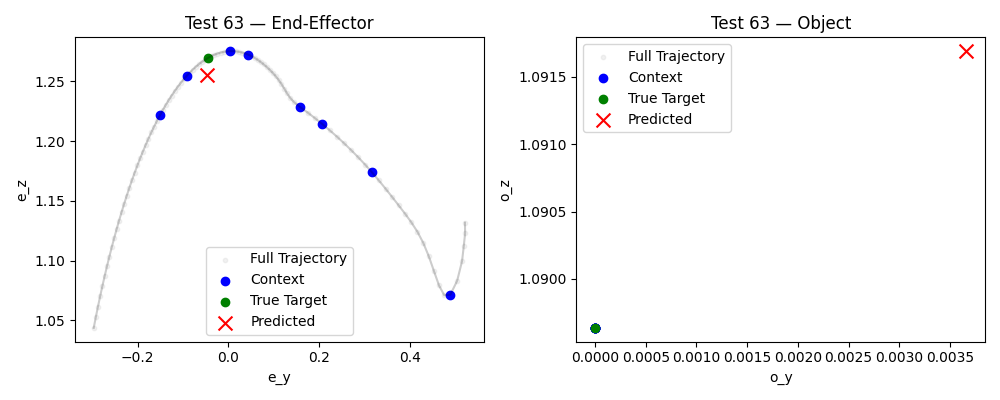 Test 63 — End-Effector
e_z
1.25
1.20
1.15
1.10
1.05
Full Trajectory
Context
True Target
Predicted
−0.2
0.0
0.2
0.4
e_y
Test 63 — Object
o_z
1.0915
1.0910
1.0905
1.0900
Full Trajectory
Context
True Target
Predicted
0.0000
0.0005
0.0010
0.0015
0.0020
0.0025
0.0030
0.0035
o_y